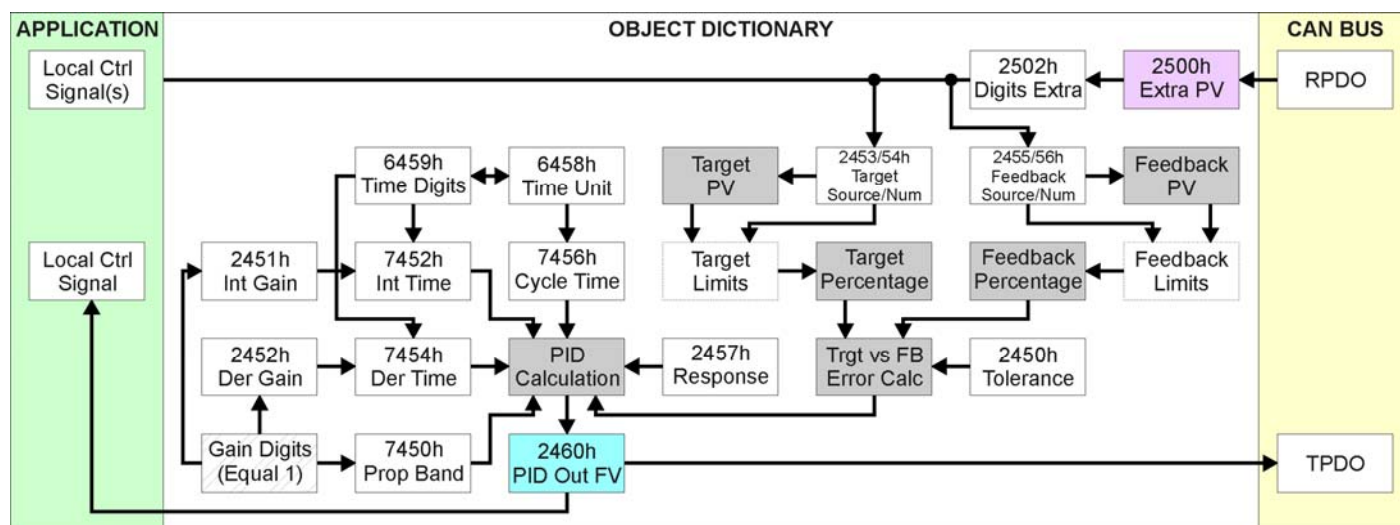 APPLICATION
OBJECT DICTIONARY
CAN BUS
Local Ctrl
Signal(s)
2502h
Digits Extra
2500h
Extra PV
RPDO
6459h
Time Digits
6458h
Time Unit
Target
PV
2453/54h
Target
Source/Num
2455/56h
Feedback
Source/Num
Feedback
PV
Local Ctrl
Signal
2451h
Int Gain
7452h
Int Time
7456h
Cycle Time
Target
Limits
Target
Percentage
Feedback
Percentage
Feedback
Limits
2452h
Der Gain
7454h
Der Time
PID
Calculation
2457h
Response
Trgt vs FB
Error Calc
2450h
Tolerance
Gain Digits
(Equal 1)
7450h
Prop Band
2460h
PID Out FV
TPDO